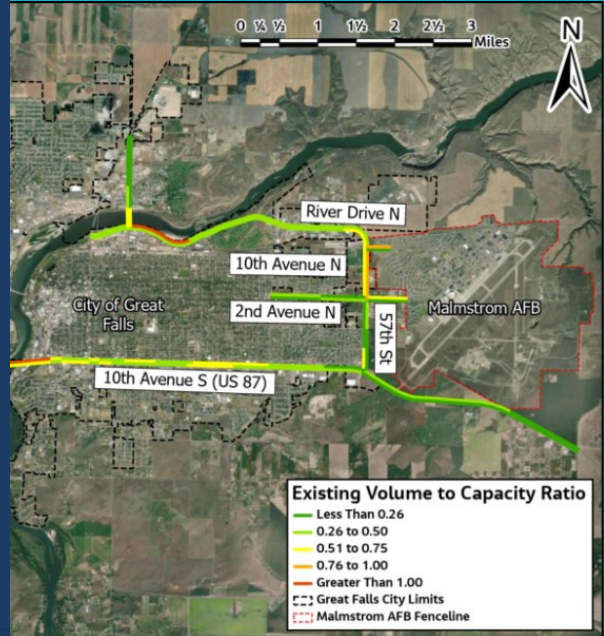 0 ¼ ½ 1 1½ 2 2½ 3
Miles
N
River Drive N
10th Avenue N
2nd Avenue N
57th St
City of Great
Falls
Malmstrom AFB
10th Avenue S (US 87)
Existing Volume to Capacity Ratio
Less Than 0.26
0.26 to 0.50
0.51 to 0.75
0.76 to 1.00
Greater Than 1.00
Great Falls City Limits
Malmstrom AFB Fenceline